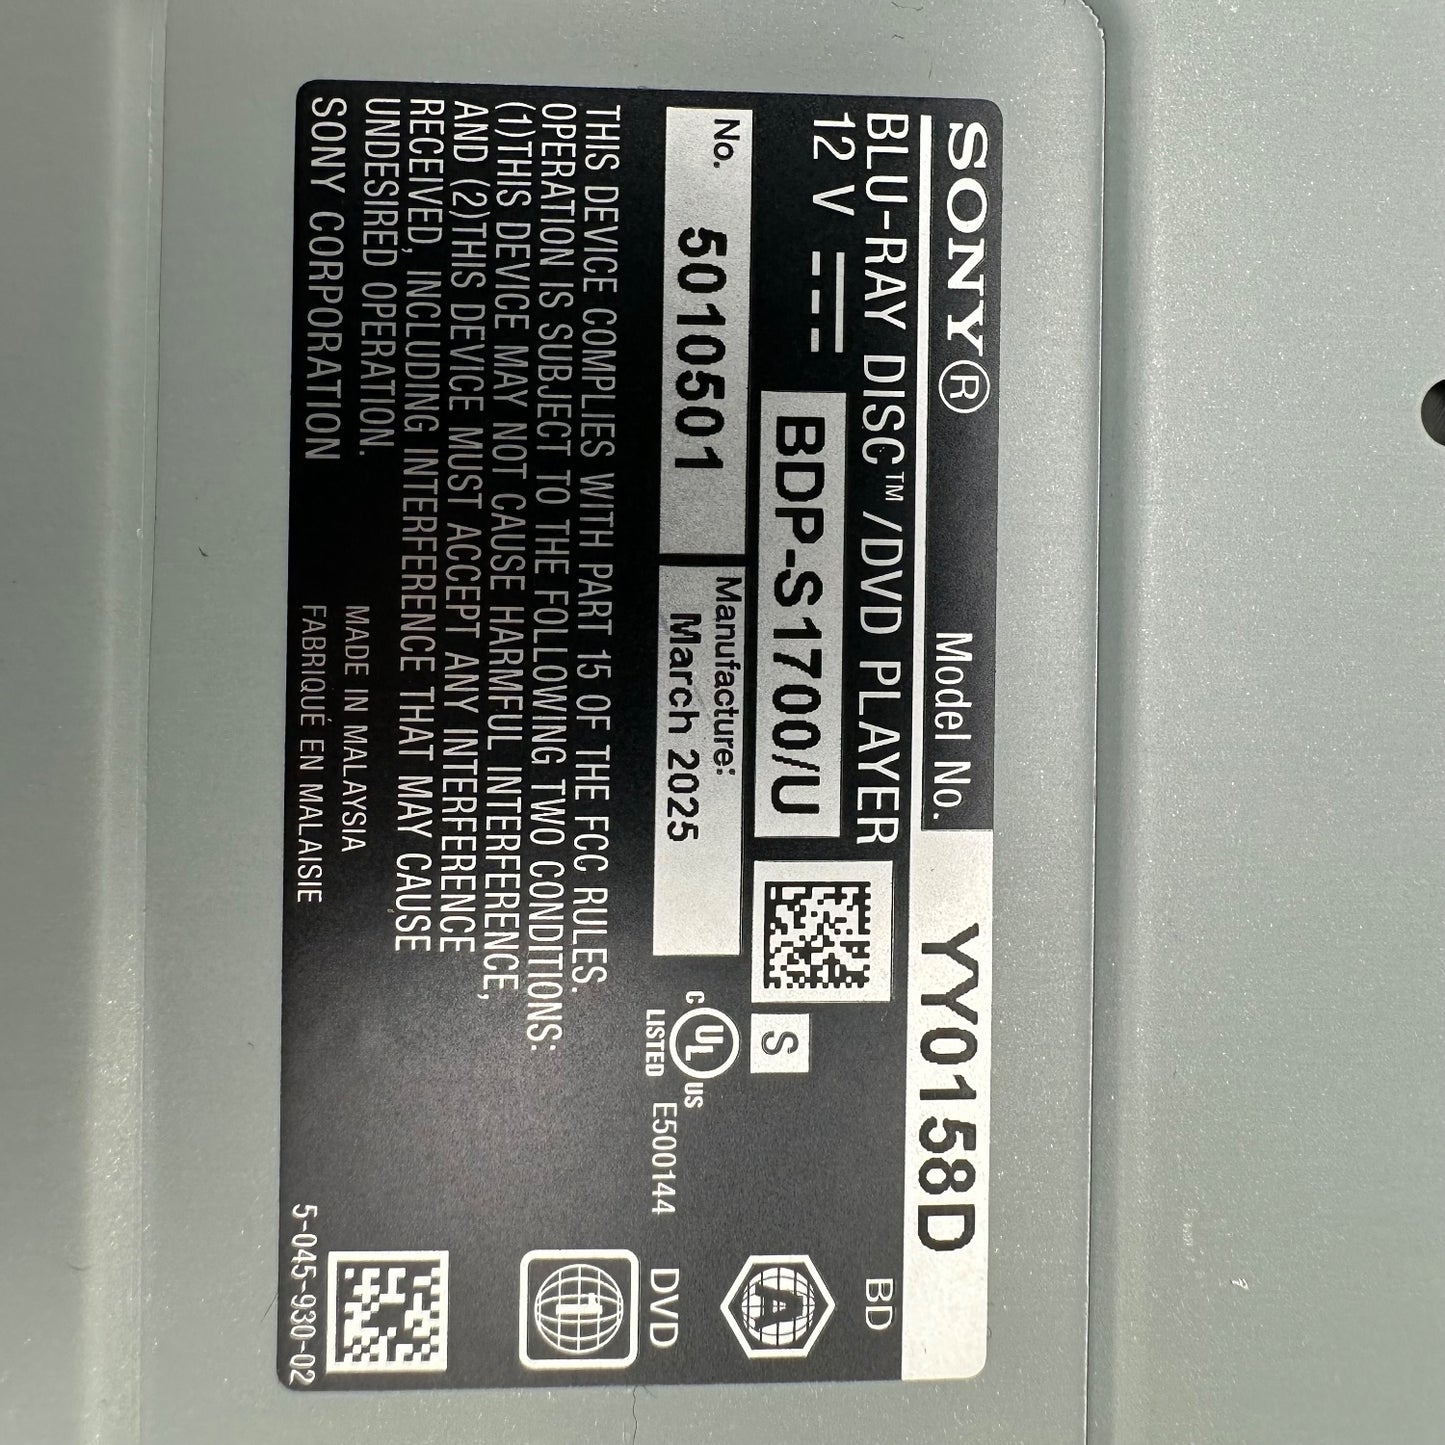 SONY® Model No. YY0158D
BLU-RAY DISC™/DVD PLAYER
12 V
BDP-S1700/U
S
BD
A
No. 5010501
Manufacture:
March 2025
C UL US
LISTED
E500144
DVD
1
THIS DEVICE COMPLIES WITH PART 15 OF THE FCC RULES.
OPERATION IS SUBJECT TO THE FOLLOWING TWO CONDITIONS:
(1)THIS DEVICE MAY NOT CAUSE HARMFUL INTERFERENCE,
AND (2)THIS DEVICE MUST ACCEPT ANY INTERFERENCE
RECEIVED, INCLUDING INTERFERENCE THAT MAY CAUSE
UNDESIRED OPERATION.
SONY CORPORATION
MADE IN MALAYSIA
FABRIQUÉ EN MALAISIE
5-045-930-02